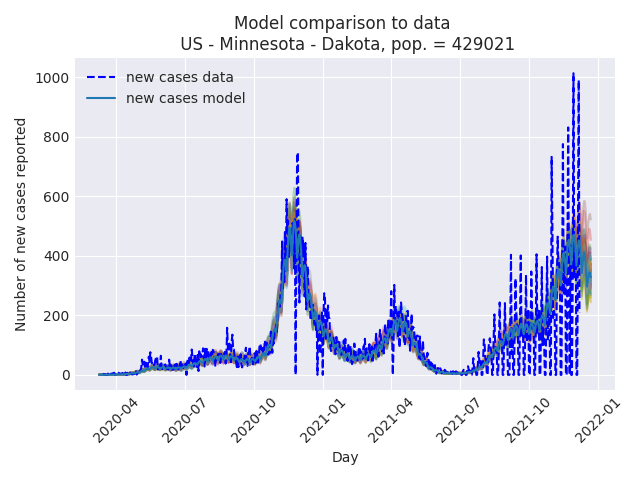 Model comparison to data
US - Minnesota - Dakota, pop. = 429021
new cases data
new cases model
Number of new cases reported
1000
800
600
400
200
0
2020-04
2020-07
2020-10
2021-01
2021-04
2021-07
2021-10
2022-01
Day